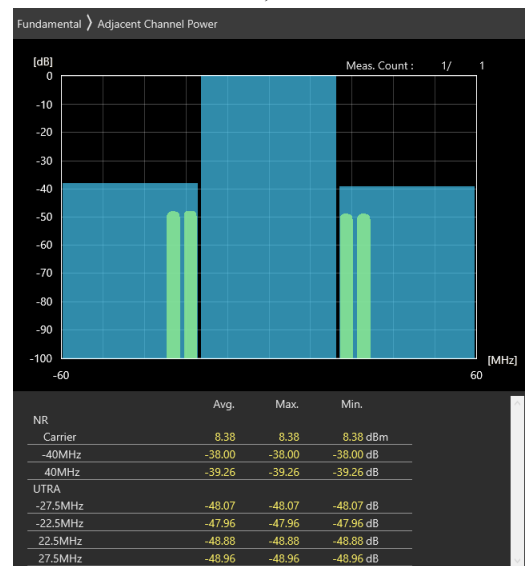 Fundamental 〉 Adjacent Channel Power
[dB]
Meas. Count : 1/ 1
0
-10
-20
-30
-40
-50
-60
-70
-80
-90
-100
[MHz]
-60 60
Avg. Max. Min.
NR
Carrier 8.38 8.38 8.38 dBm
-40MHz -38.00 -38.00 -38.00 dB
40MHz -39.26 -39.26 -39.26 dB
UTRA
-27.5MHz -48.07 -48.07 -48.07 dB
-22.5MHz -47.96 -47.96 -47.96 dB
22.5MHz -48.88 -48.88 -48.88 dB
27.5MHz -48.96 -48.96 -48.96 dB